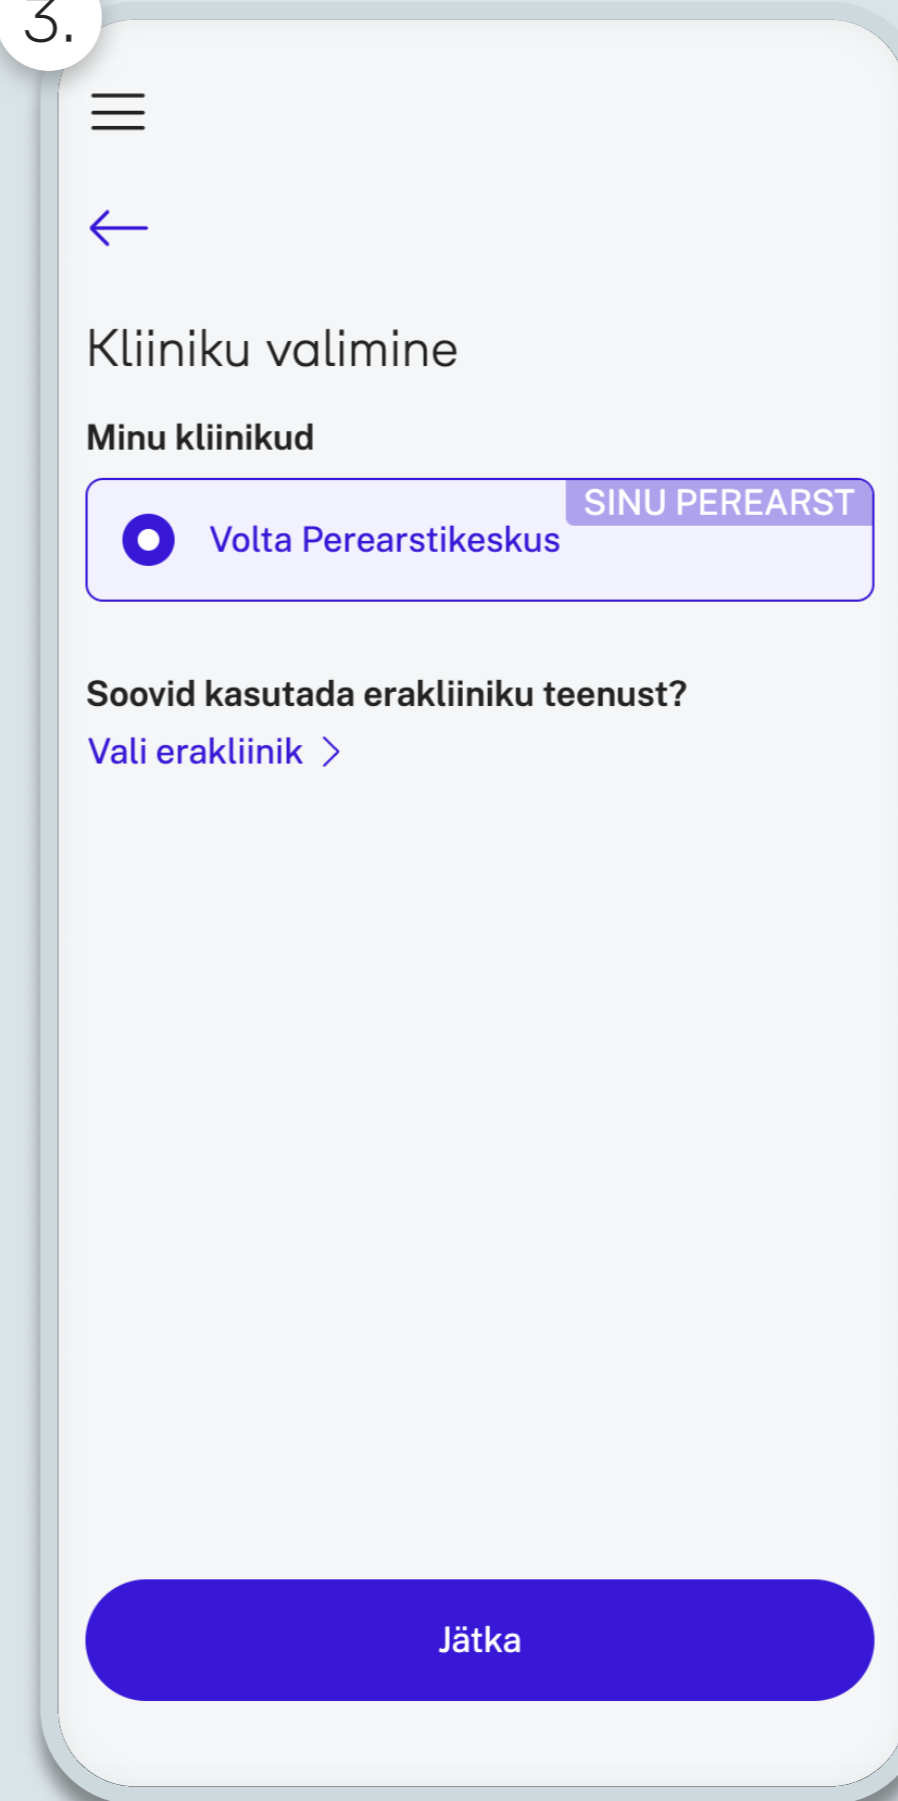 3.
Kliiniku valimine
Minu kliinikud
SINU PEREARST
Volta Perearstikeskus
Soovid kasutada erakliiniku teenust?
Vali erakliinik
Jätka